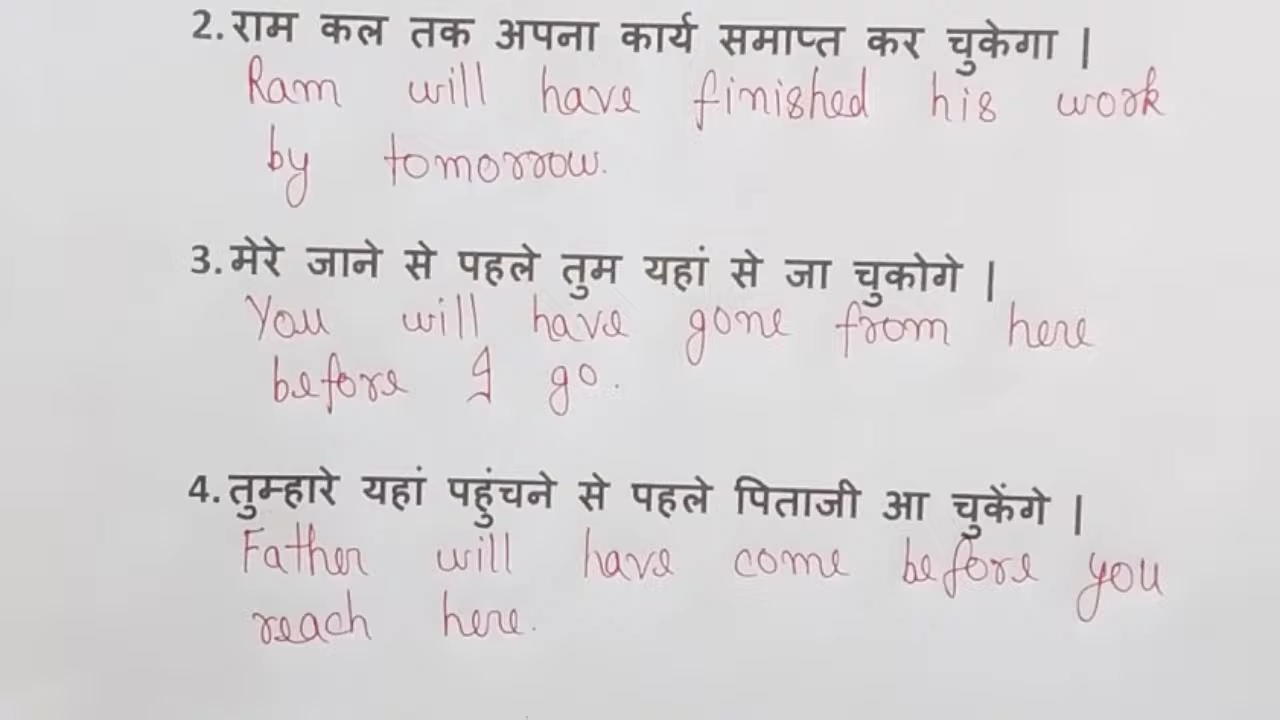 2. राम कल तक अपना कार्य समाप्त कर चुकेगा |
Ram will have finished his work
by tomorrow.
3. मेरे जाने से पहले तुम यहां से जा चुकोगे |
You will have gone from here
before I go.
4. तुम्हारे यहां पहुंचने से पहले पिताजी आ चुकेंगे |
Father will have come before you
reach here.